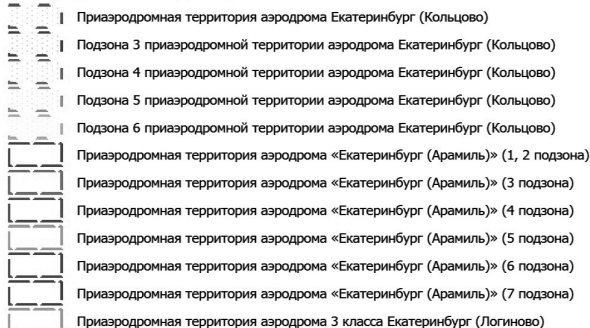 Приаэродромная территория аэродрома Екатеринбург (Кольцово)
Подзона 3 приаэродромной территории аэродрома Екатеринбург (Кольцово)
Подзона 4 приаэродромной территории аэродрома Екатеринбург (Кольцово)
Подзона 5 приаэродромной территории аэродрома Екатеринбург (Кольцово)
Подзона 6 приаэродромной территории аэродрома Екатеринбург (Кольцово)
Приаэродромная территория аэродрома «Екатеринбург (Арамиль)» (1, 2 подзона)
Приаэродромная территория аэродрома «Екатеринбург (Арамиль)» (3 подзона)
Приаэродромная территория аэродрома «Екатеринбург (Арамиль)» (4 подзона)
Приаэродромная территория аэродрома «Екатеринбург (Арамиль)» (5 подзона)
Приаэродромная территория аэродрома «Екатеринбург (Арамиль)» (6 подзона)
Приаэродромная территория аэродрома «Екатеринбург (Арамиль)» (7 подзона)
Приаэродромная территория аэродрома 3 класса Екатеринбург (Логиново)